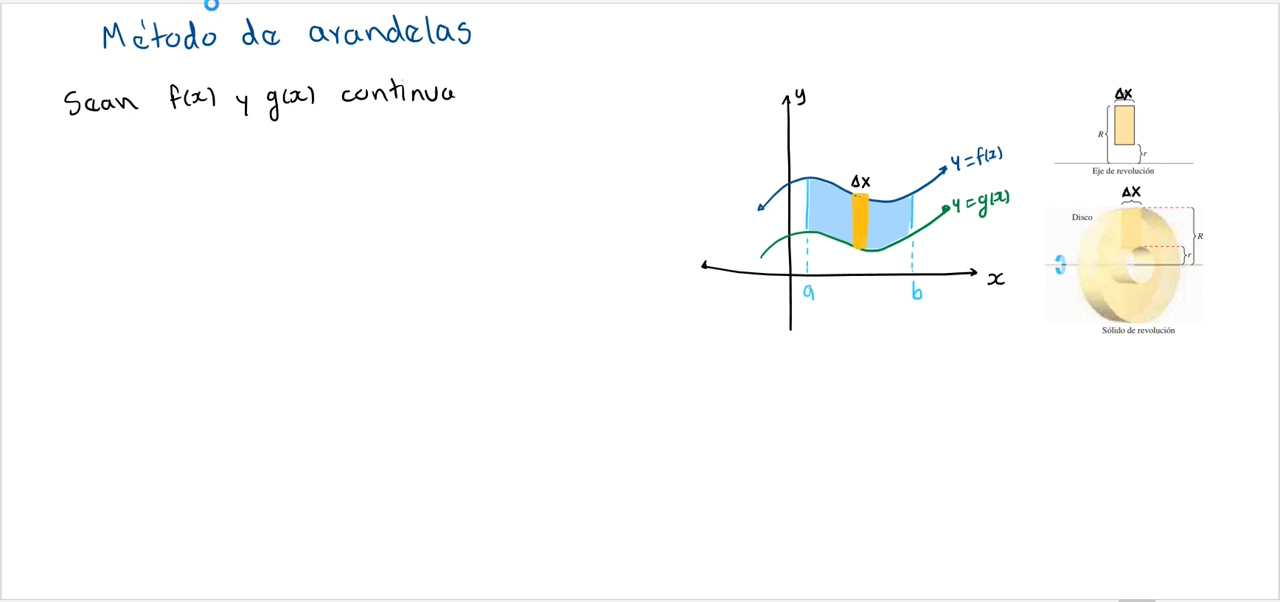 Método de arandelas
Sean f(x) y g(x) continua
y
Δx
y=f(x)
y=g(x)
a
b
x
Δx
R
r
Eje de revolución
Δx
Disco
R
r
Sólido de revolución